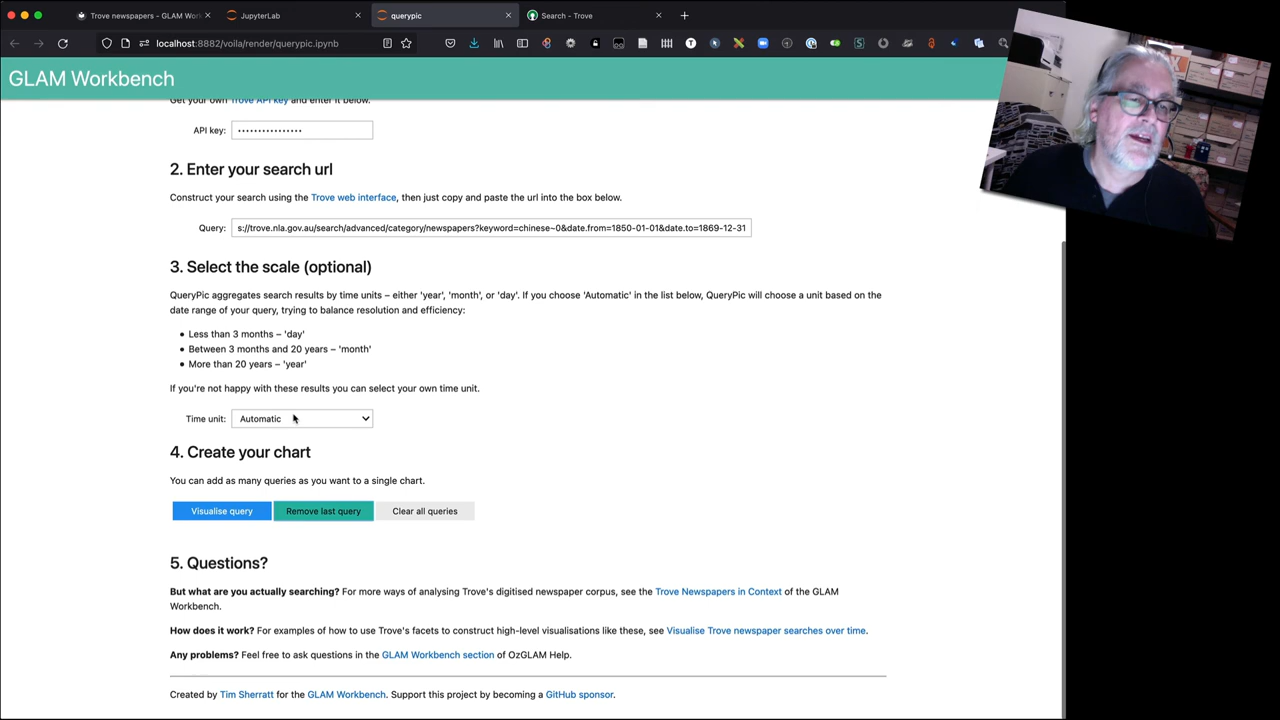 Trove newspapers - GLAM Wor
JupyterLab
querypic
Search - Trove
localhost:8882/voila/render/querypic.ipynb
GLAM Workbench
Get your own Trove API key and enter it below.
API key: ••••••••••••••••
2. Enter your search url
Construct your search using the Trove web interface, then just copy and paste the url into the box below.
Query: s://trove.nla.gov.au/search/advanced/category/newspapers?keyword=chinese~0&date.from=1850-01-01&date.to=1869-12-31
3. Select the scale (optional)
QueryPic aggregates search results by time units – either 'year', 'month', or 'day'. If you choose 'Automatic' in the list below, QueryPic will choose a unit based on the
date range of your query, trying to balance resolution and efficiency:
• Less than 3 months – 'day'
• Between 3 months and 20 years – 'month'
• More than 20 years – 'year'
If you're not happy with these results you can select your own time unit.
Time unit: Automatic
4. Create your chart
You can add as many queries as you want to a single chart.
Visualise query Remove last query Clear all queries
5. Questions?
But what are you actually searching? For more ways of analysing Trove's digitised newspaper corpus, see the Trove Newspapers in Context of the GLAM
Workbench.
How does it work? For examples of how to use Trove's facets to construct high-level visualisations like these, see Visualise Trove newspaper searches over time.
Any problems? Feel free to ask questions in the GLAM Workbench section of OzGLAM Help.
Created by Tim Sherratt for the GLAM Workbench. Support this project by becoming a GitHub sponsor.